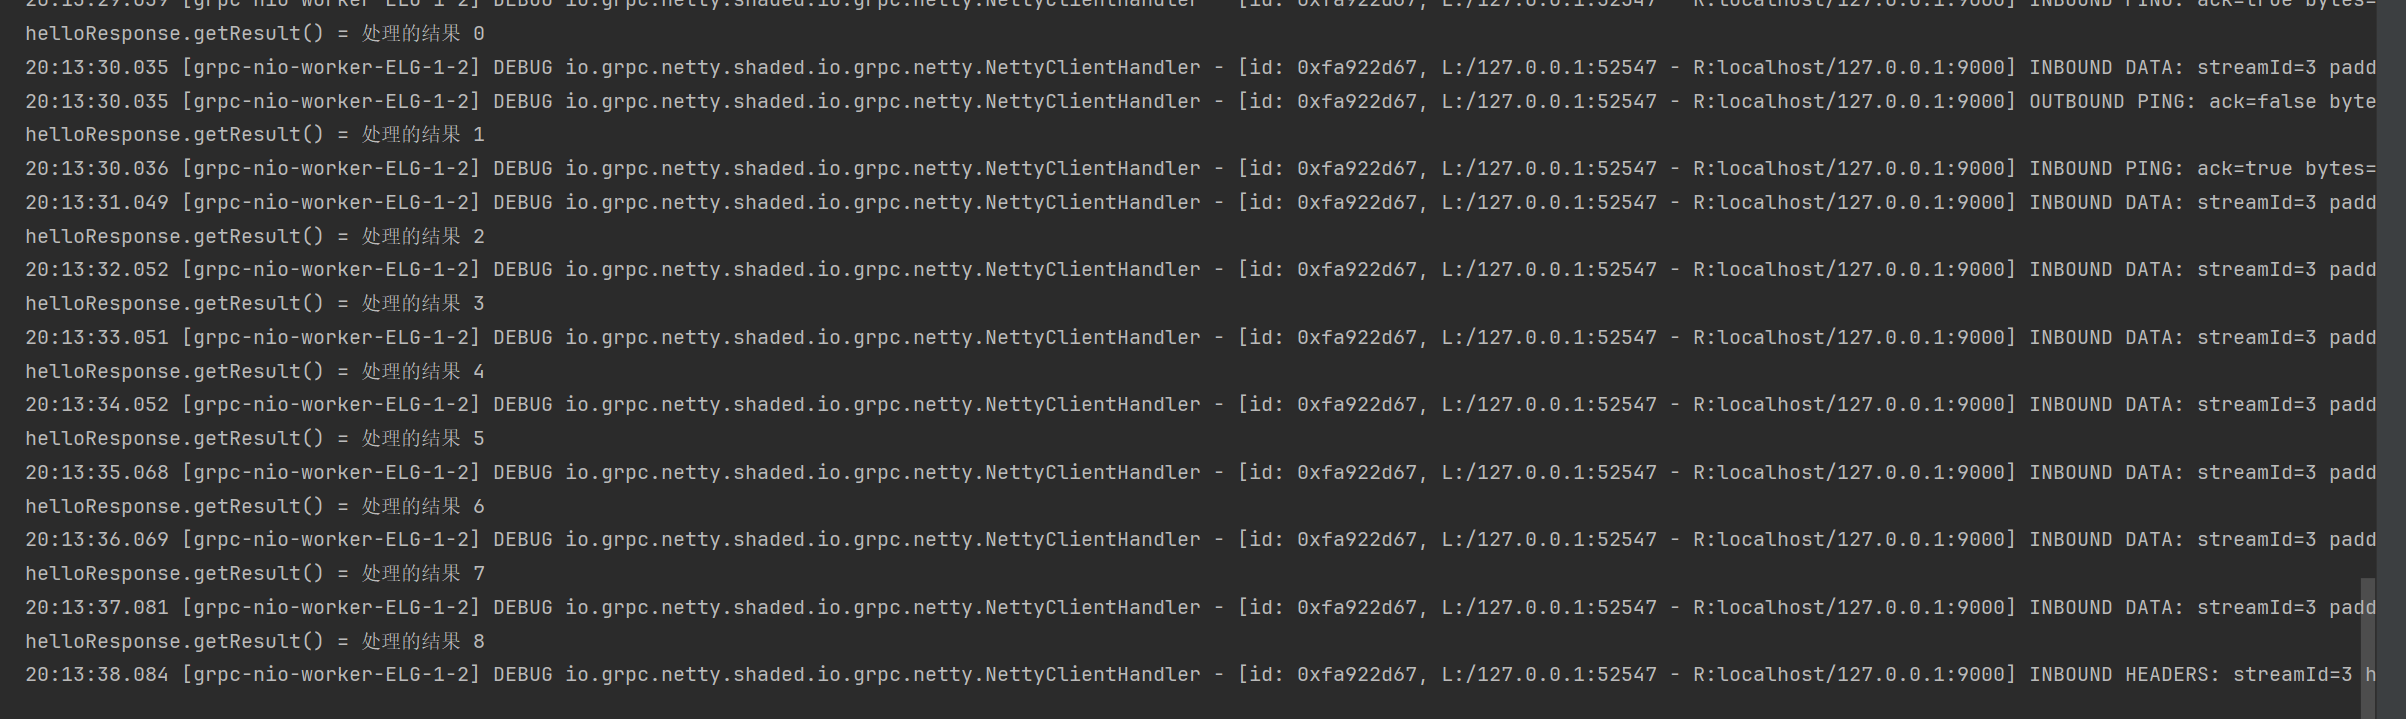 20:13:29.039 [grpc-nio-worker-ELG-1-2] DEBUG io.grpc.netty.shaded.io.grpc.netty.NettyClientHandler - [id: 0xfa922d67, L:/127.0.0.1:52547 - R:localhost/127.0.0.1:9000] INBOUND PING: ack=true bytes=
helloResponse.getResult() = 处理的结果 0
20:13:30.035 [grpc-nio-worker-ELG-1-2] DEBUG io.grpc.netty.shaded.io.grpc.netty.NettyClientHandler - [id: 0xfa922d67, L:/127.0.0.1:52547 - R:localhost/127.0.0.1:9000] INBOUND DATA: streamId=3 padd
20:13:30.035 [grpc-nio-worker-ELG-1-2] DEBUG io.grpc.netty.shaded.io.grpc.netty.NettyClientHandler - [id: 0xfa922d67, L:/127.0.0.1:52547 - R:localhost/127.0.0.1:9000] OUTBOUND PING: ack=false byte
helloResponse.getResult() = 处理的结果 1
20:13:30.036 [grpc-nio-worker-ELG-1-2] DEBUG io.grpc.netty.shaded.io.grpc.netty.NettyClientHandler - [id: 0xfa922d67, L:/127.0.0.1:52547 - R:localhost/127.0.0.1:9000] INBOUND PING: ack=true bytes=
20:13:31.049 [grpc-nio-worker-ELG-1-2] DEBUG io.grpc.netty.shaded.io.grpc.netty.NettyClientHandler - [id: 0xfa922d67, L:/127.0.0.1:52547 - R:localhost/127.0.0.1:9000] INBOUND DATA: streamId=3 padd
helloResponse.getResult() = 处理的结果 2
20:13:32.052 [grpc-nio-worker-ELG-1-2] DEBUG io.grpc.netty.shaded.io.grpc.netty.NettyClientHandler - [id: 0xfa922d67, L:/127.0.0.1:52547 - R:localhost/127.0.0.1:9000] INBOUND DATA: streamId=3 padd
helloResponse.getResult() = 处理的结果 3
20:13:33.051 [grpc-nio-worker-ELG-1-2] DEBUG io.grpc.netty.shaded.io.grpc.netty.NettyClientHandler - [id: 0xfa922d67, L:/127.0.0.1:52547 - R:localhost/127.0.0.1:9000] INBOUND DATA: streamId=3 padd
helloResponse.getResult() = 处理的结果 4
20:13:34.052 [grpc-nio-worker-ELG-1-2] DEBUG io.grpc.netty.shaded.io.grpc.netty.NettyClientHandler - [id: 0xfa922d67, L:/127.0.0.1:52547 - R:localhost/127.0.0.1:9000] INBOUND DATA: streamId=3 padd
helloResponse.getResult() = 处理的结果 5
20:13:35.068 [grpc-nio-worker-ELG-1-2] DEBUG io.grpc.netty.shaded.io.grpc.netty.NettyClientHandler - [id: 0xfa922d67, L:/127.0.0.1:52547 - R:localhost/127.0.0.1:9000] INBOUND DATA: streamId=3 padd
helloResponse.getResult() = 处理的结果 6
20:13:36.069 [grpc-nio-worker-ELG-1-2] DEBUG io.grpc.netty.shaded.io.grpc.netty.NettyClientHandler - [id: 0xfa922d67, L:/127.0.0.1:52547 - R:localhost/127.0.0.1:9000] INBOUND DATA: streamId=3 padd
helloResponse.getResult() = 处理的结果 7
20:13:37.081 [grpc-nio-worker-ELG-1-2] DEBUG io.grpc.netty.shaded.io.grpc.netty.NettyClientHandler - [id: 0xfa922d67, L:/127.0.0.1:52547 - R:localhost/127.0.0.1:9000] INBOUND DATA: streamId=3 padd
helloResponse.getResult() = 处理的结果 8
20:13:38.084 [grpc-nio-worker-ELG-1-2] DEBUG io.grpc.netty.shaded.io.grpc.netty.NettyClientHandler - [id: 0xfa922d67, L:/127.0.0.1:52547 - R:localhost/127.0.0.1:9000] INBOUND HEADERS: streamId=3 h